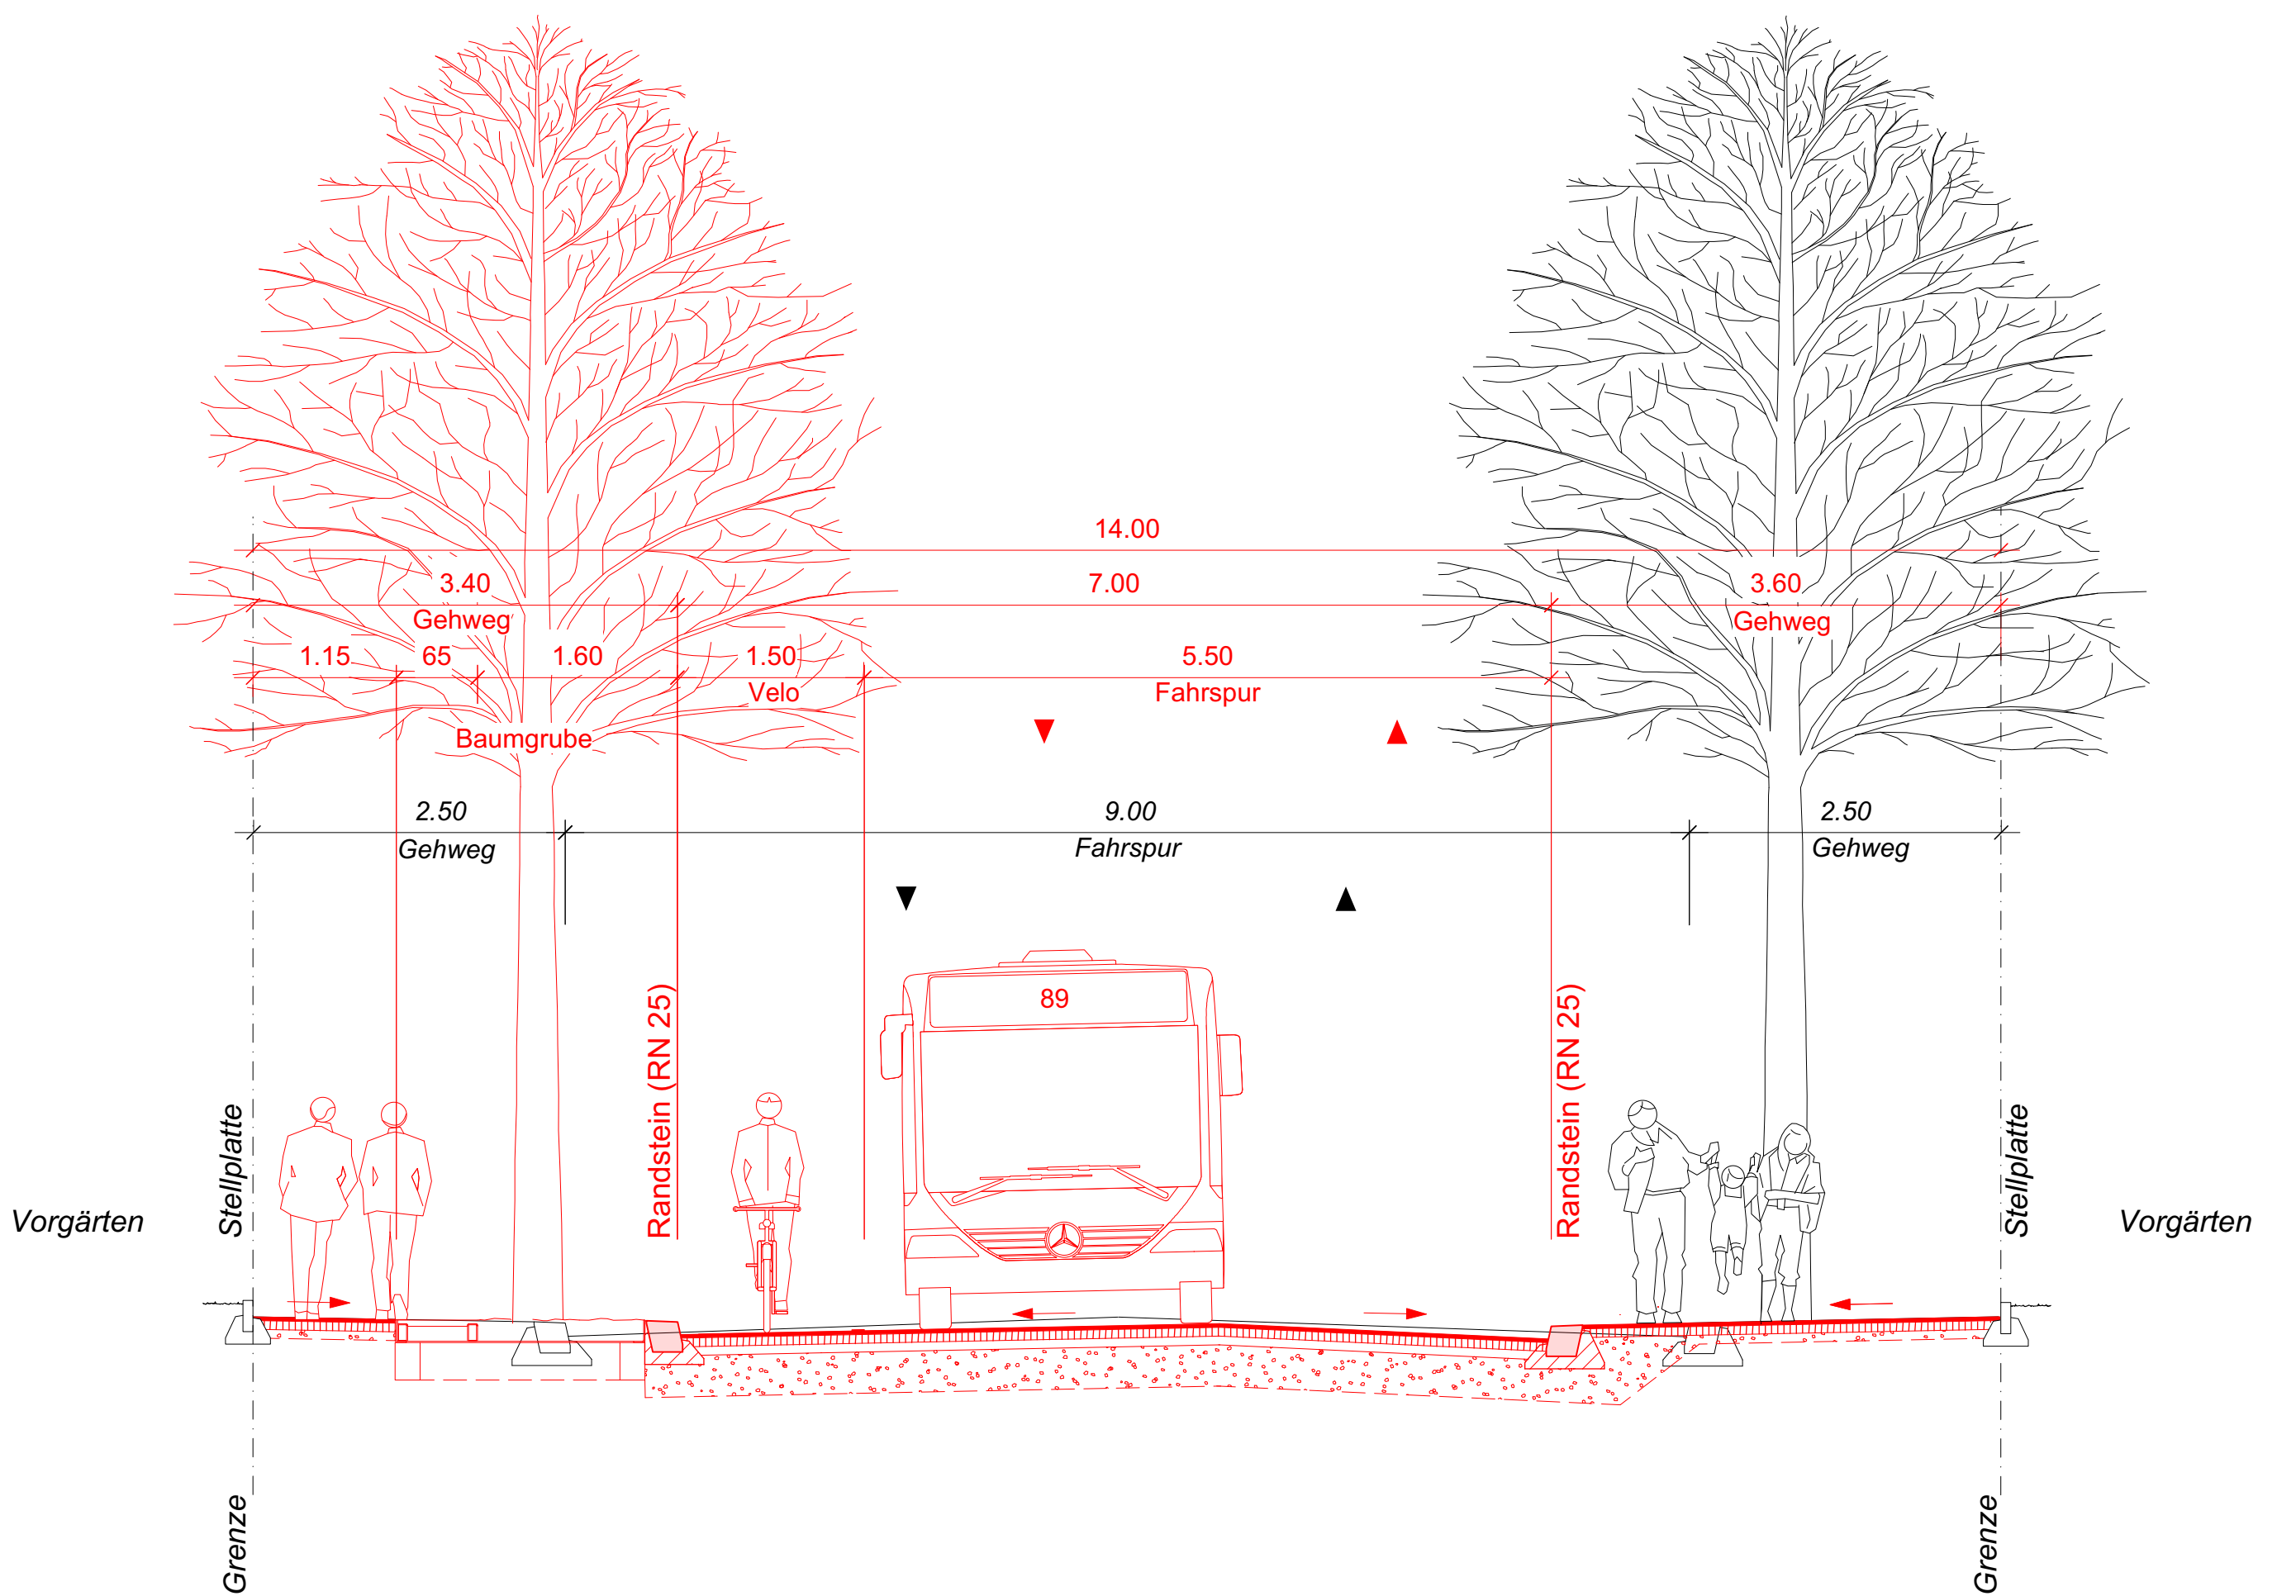 14.00
3.40
7.00
3.60
Gehweg
Gehweg
1.15
65
1.60
1.50
5.50
Velo
Fahrspur
Baumgrube
2.50
9.00
2.50
Gehweg
Fahrspur
Gehweg
89
Randstein (RN 25)
Randstein (RN 25)
Stellplatte
Stellplatte
Vorgärten
Vorgärten
Grenze
Grenze